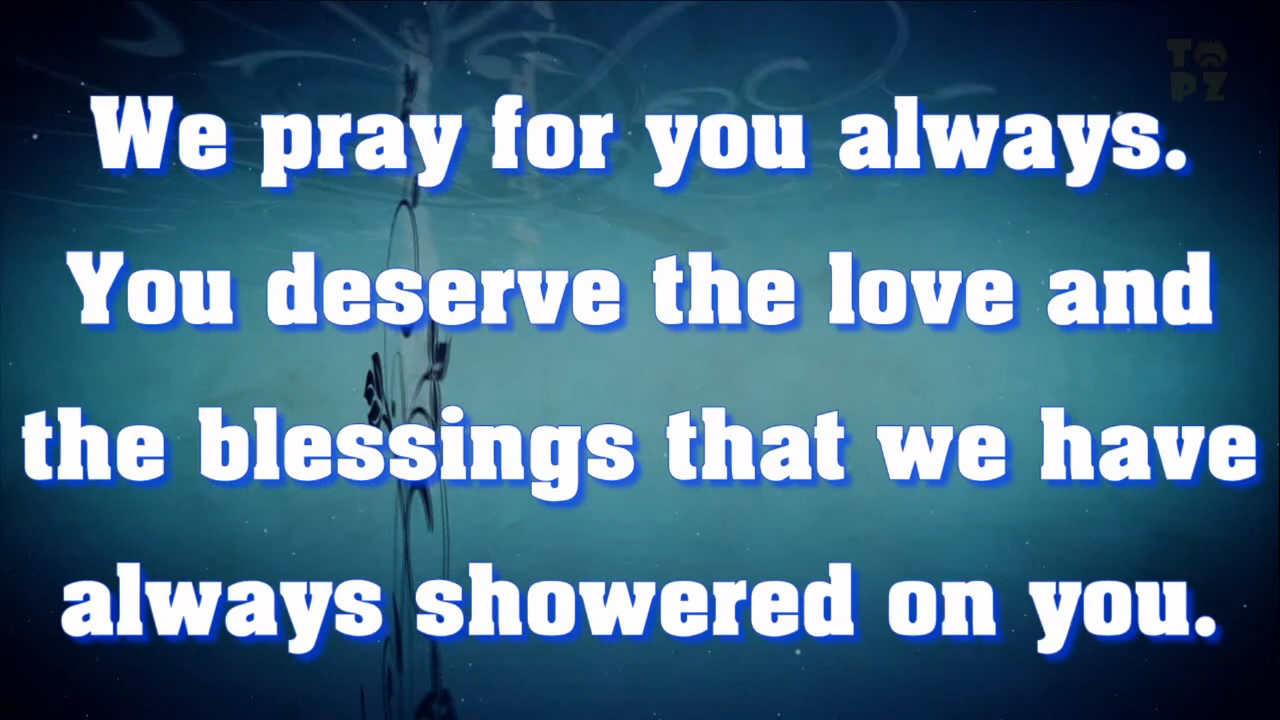 T PZ
We pray for you always.
You deserve the love and
the blessings that we have
always showered on you.